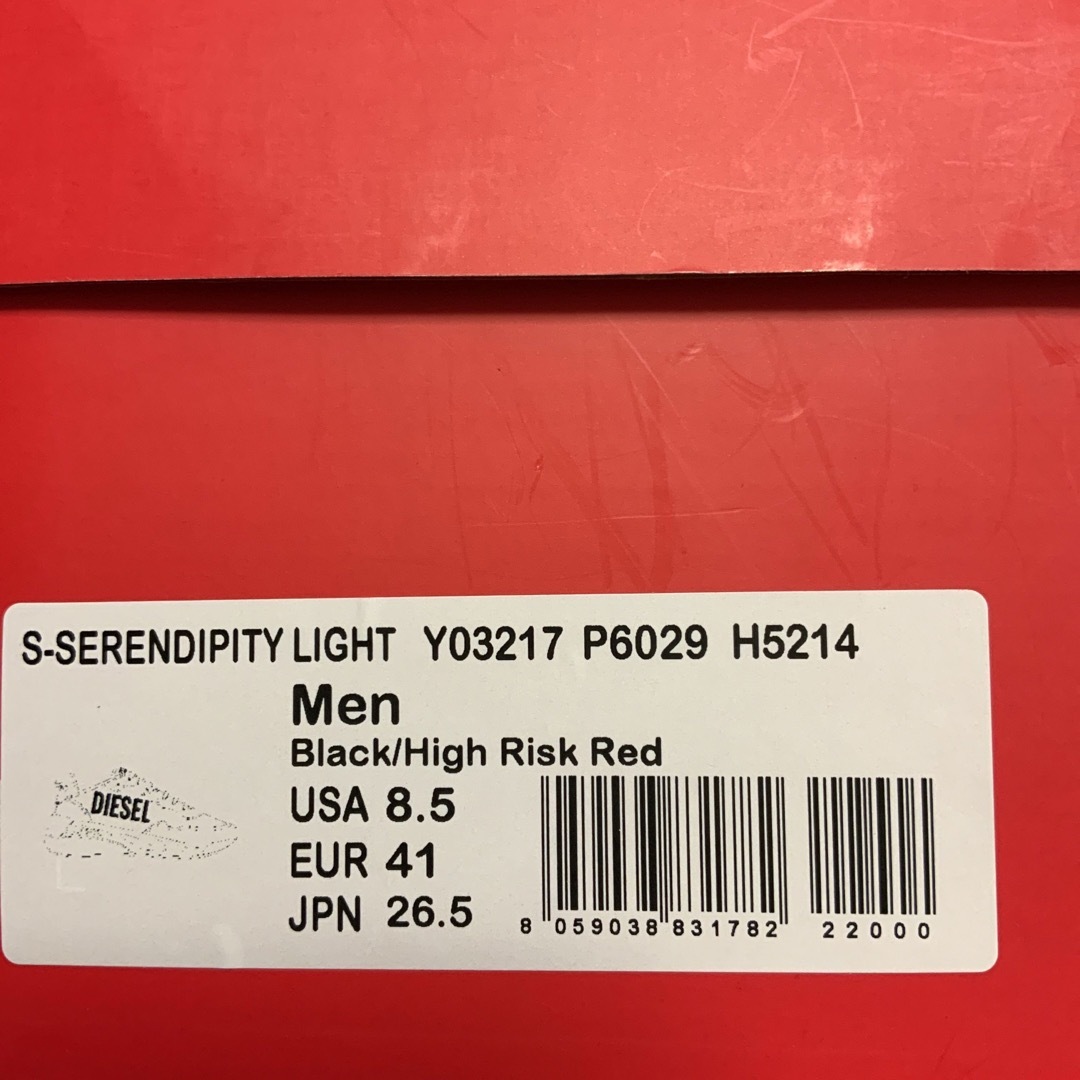 S-SERENDIPITY LIGHT Y03217 P6029 H5214
Men
Black/High Risk Red
DIESEL
USA 8.5
EUR 41
JPN 26.5
8 059038 831782 22000